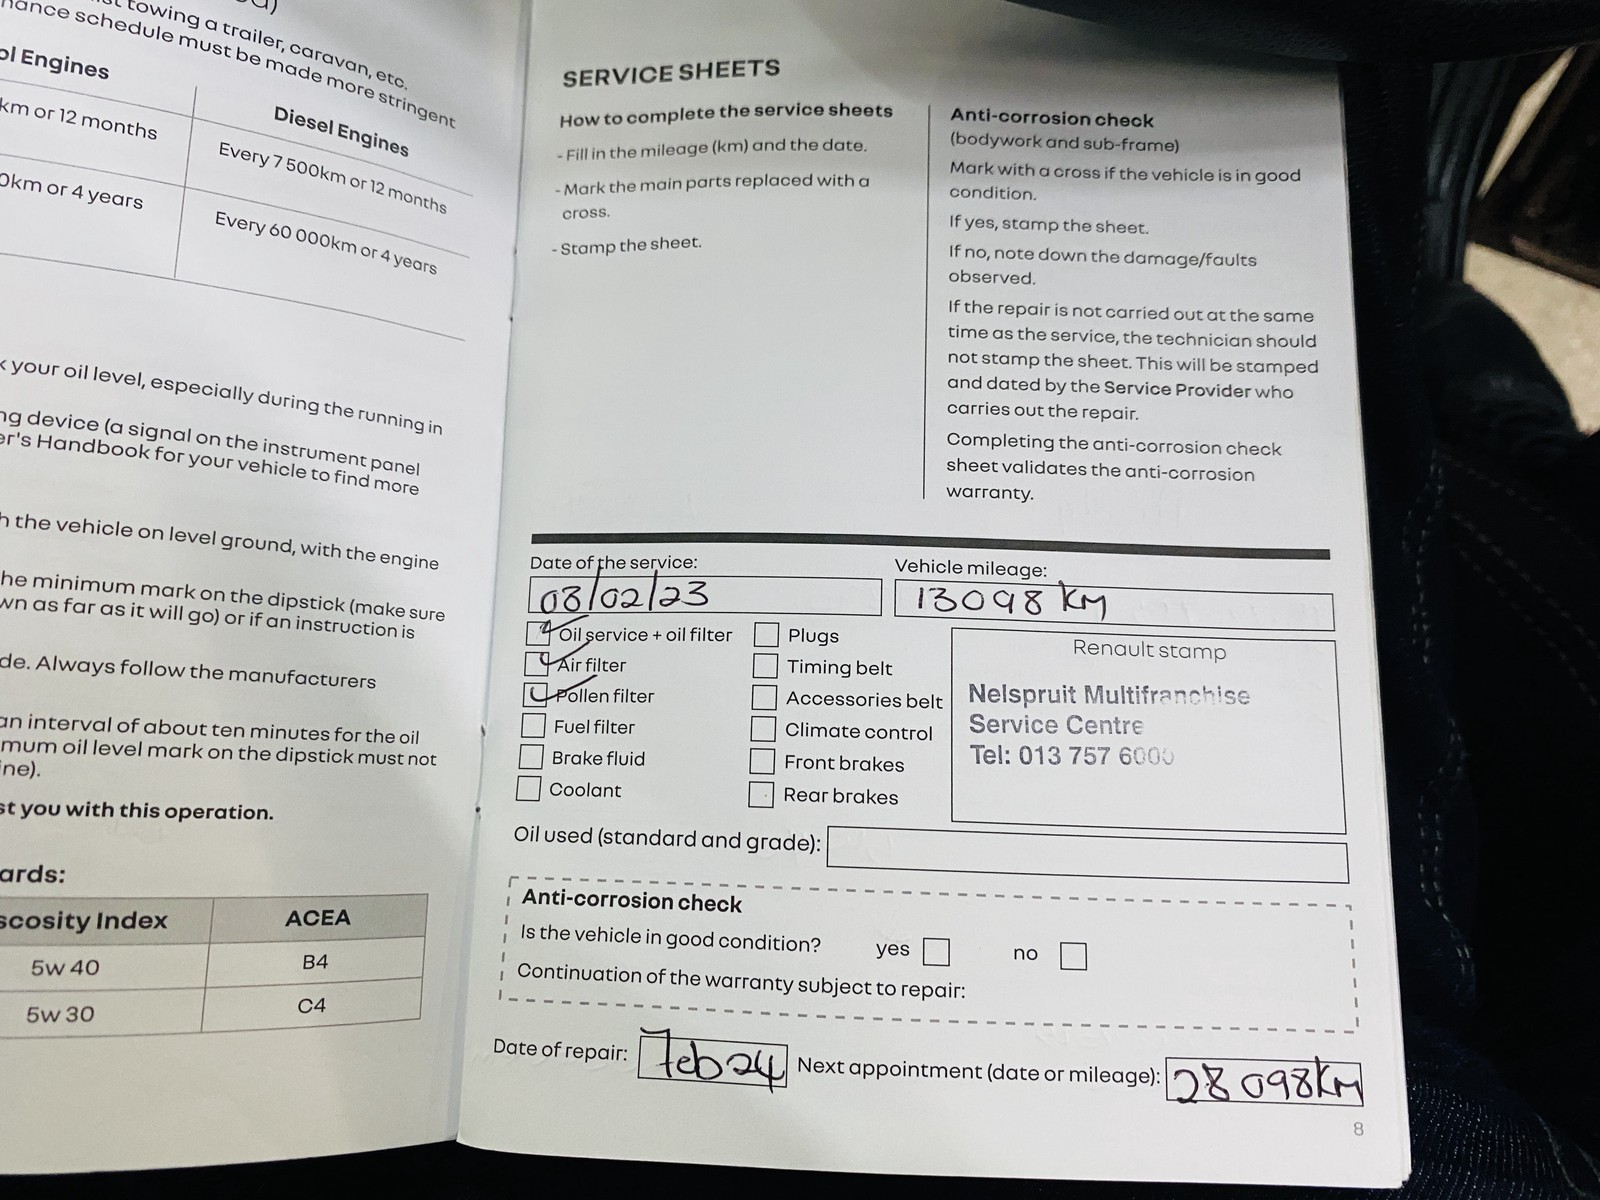 towing a trailer, caravan, etc.
nance schedule must be made more stringent
ol Engines
Diesel Engines
km or 12 months
Every 7 500km or 12 months
0km or 4 years
Every 60 000km or 4 years
k your oil level, especially during the running in
ng device (a signal on the instrument panel
er's Handbook for your vehicle to find more
h the vehicle on level ground, with the engine
he minimum mark on the dipstick (make sure
wn as far as it will go) or if an instruction is
de. Always follow the manufacturers
an interval of about ten minutes for the oil
mum oil level mark on the dipstick must not
ine).
st you with this operation.
ards:
scosity Index
ACEA
5w 40
B4
5w 30
C4
SERVICE SHEETS
How to complete the service sheets
- Fill in the mileage (km) and the date.
- Mark the main parts replaced with a
cross.
- Stamp the sheet.
Anti-corrosion check
(bodywork and sub-frame)
Mark with a cross if the vehicle is in good
condition.
If yes, stamp the sheet.
If no, note down the damage/faults
observed.
If the repair is not carried out at the same
time as the service, the technician should
not stamp the sheet. This will be stamped
and dated by the Service Provider who
carries out the repair.
Completing the anti-corrosion check
sheet validates the anti-corrosion
warranty.
Date of the service:
08/02/23
Vehicle mileage:
13098 km
Oil service + oil filter
Air filter
Pollen filter
Fuel filter
Brake fluid
Coolant
Plugs
Timing belt
Accessories belt
Climate control
Front brakes
Rear brakes
Renault stamp
Nelspruit Multifranchise
Service Centre
Tel: 013 757 6000
Oil used (standard and grade):
Anti-corrosion check
Is the vehicle in good condition? yes no
Continuation of the warranty subject to repair:
Date of repair: Feb 24 Next appointment (date or mileage): 28 098km
8